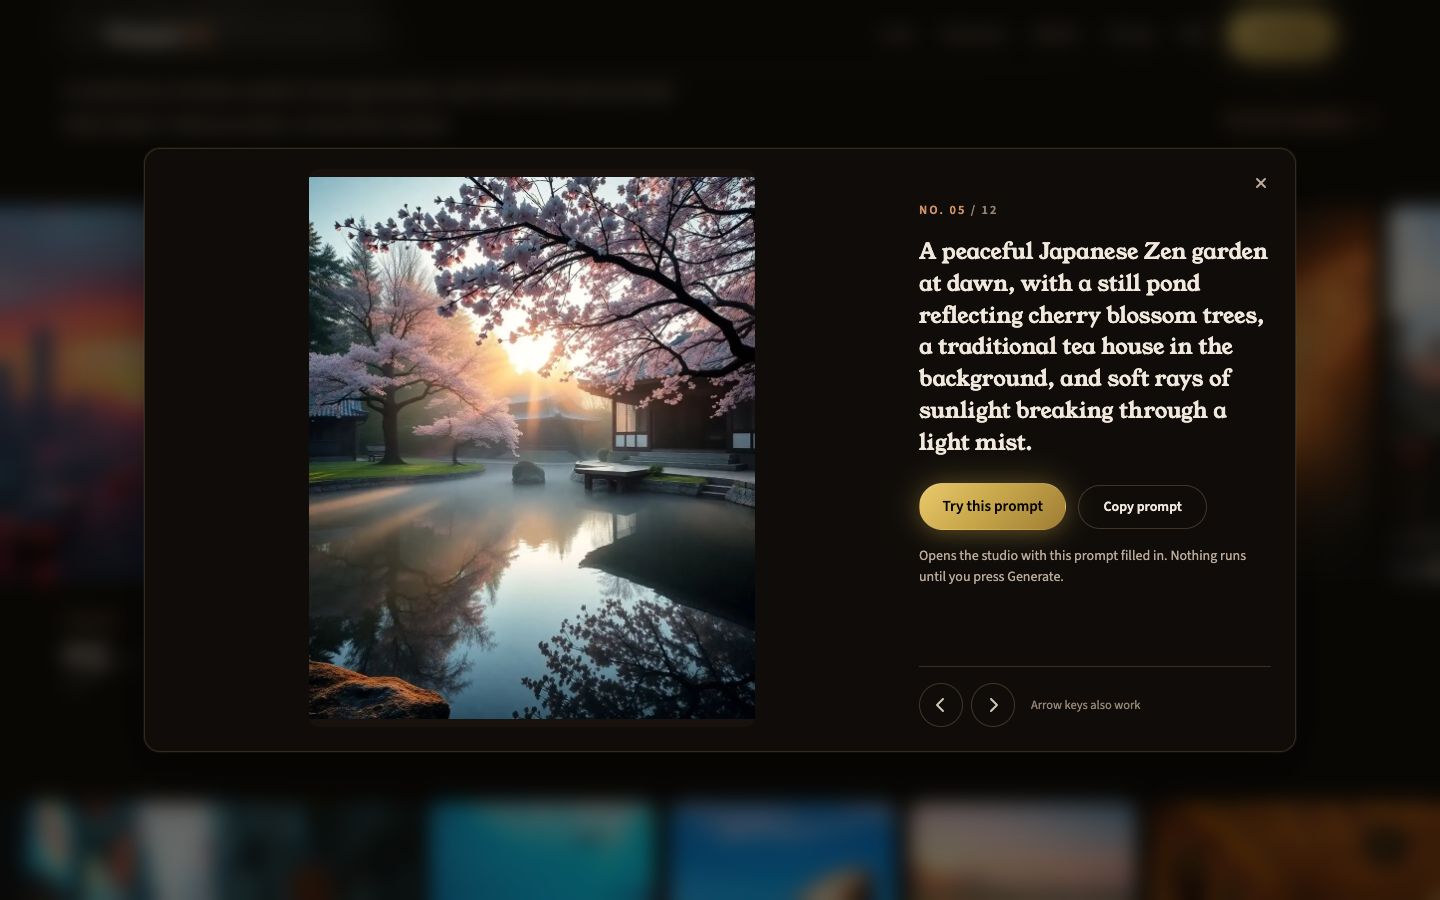 NO. 05 / 12
A peaceful Japanese Zen garden
at dawn, with a still pond
reflecting cherry blossom trees,
a traditional tea house in the
background, and soft rays of
sunlight breaking through a
light mist.
Try this prompt
Copy prompt
Opens the studio with this prompt filled in. Nothing runs
until you press Generate.
Arrow keys also work